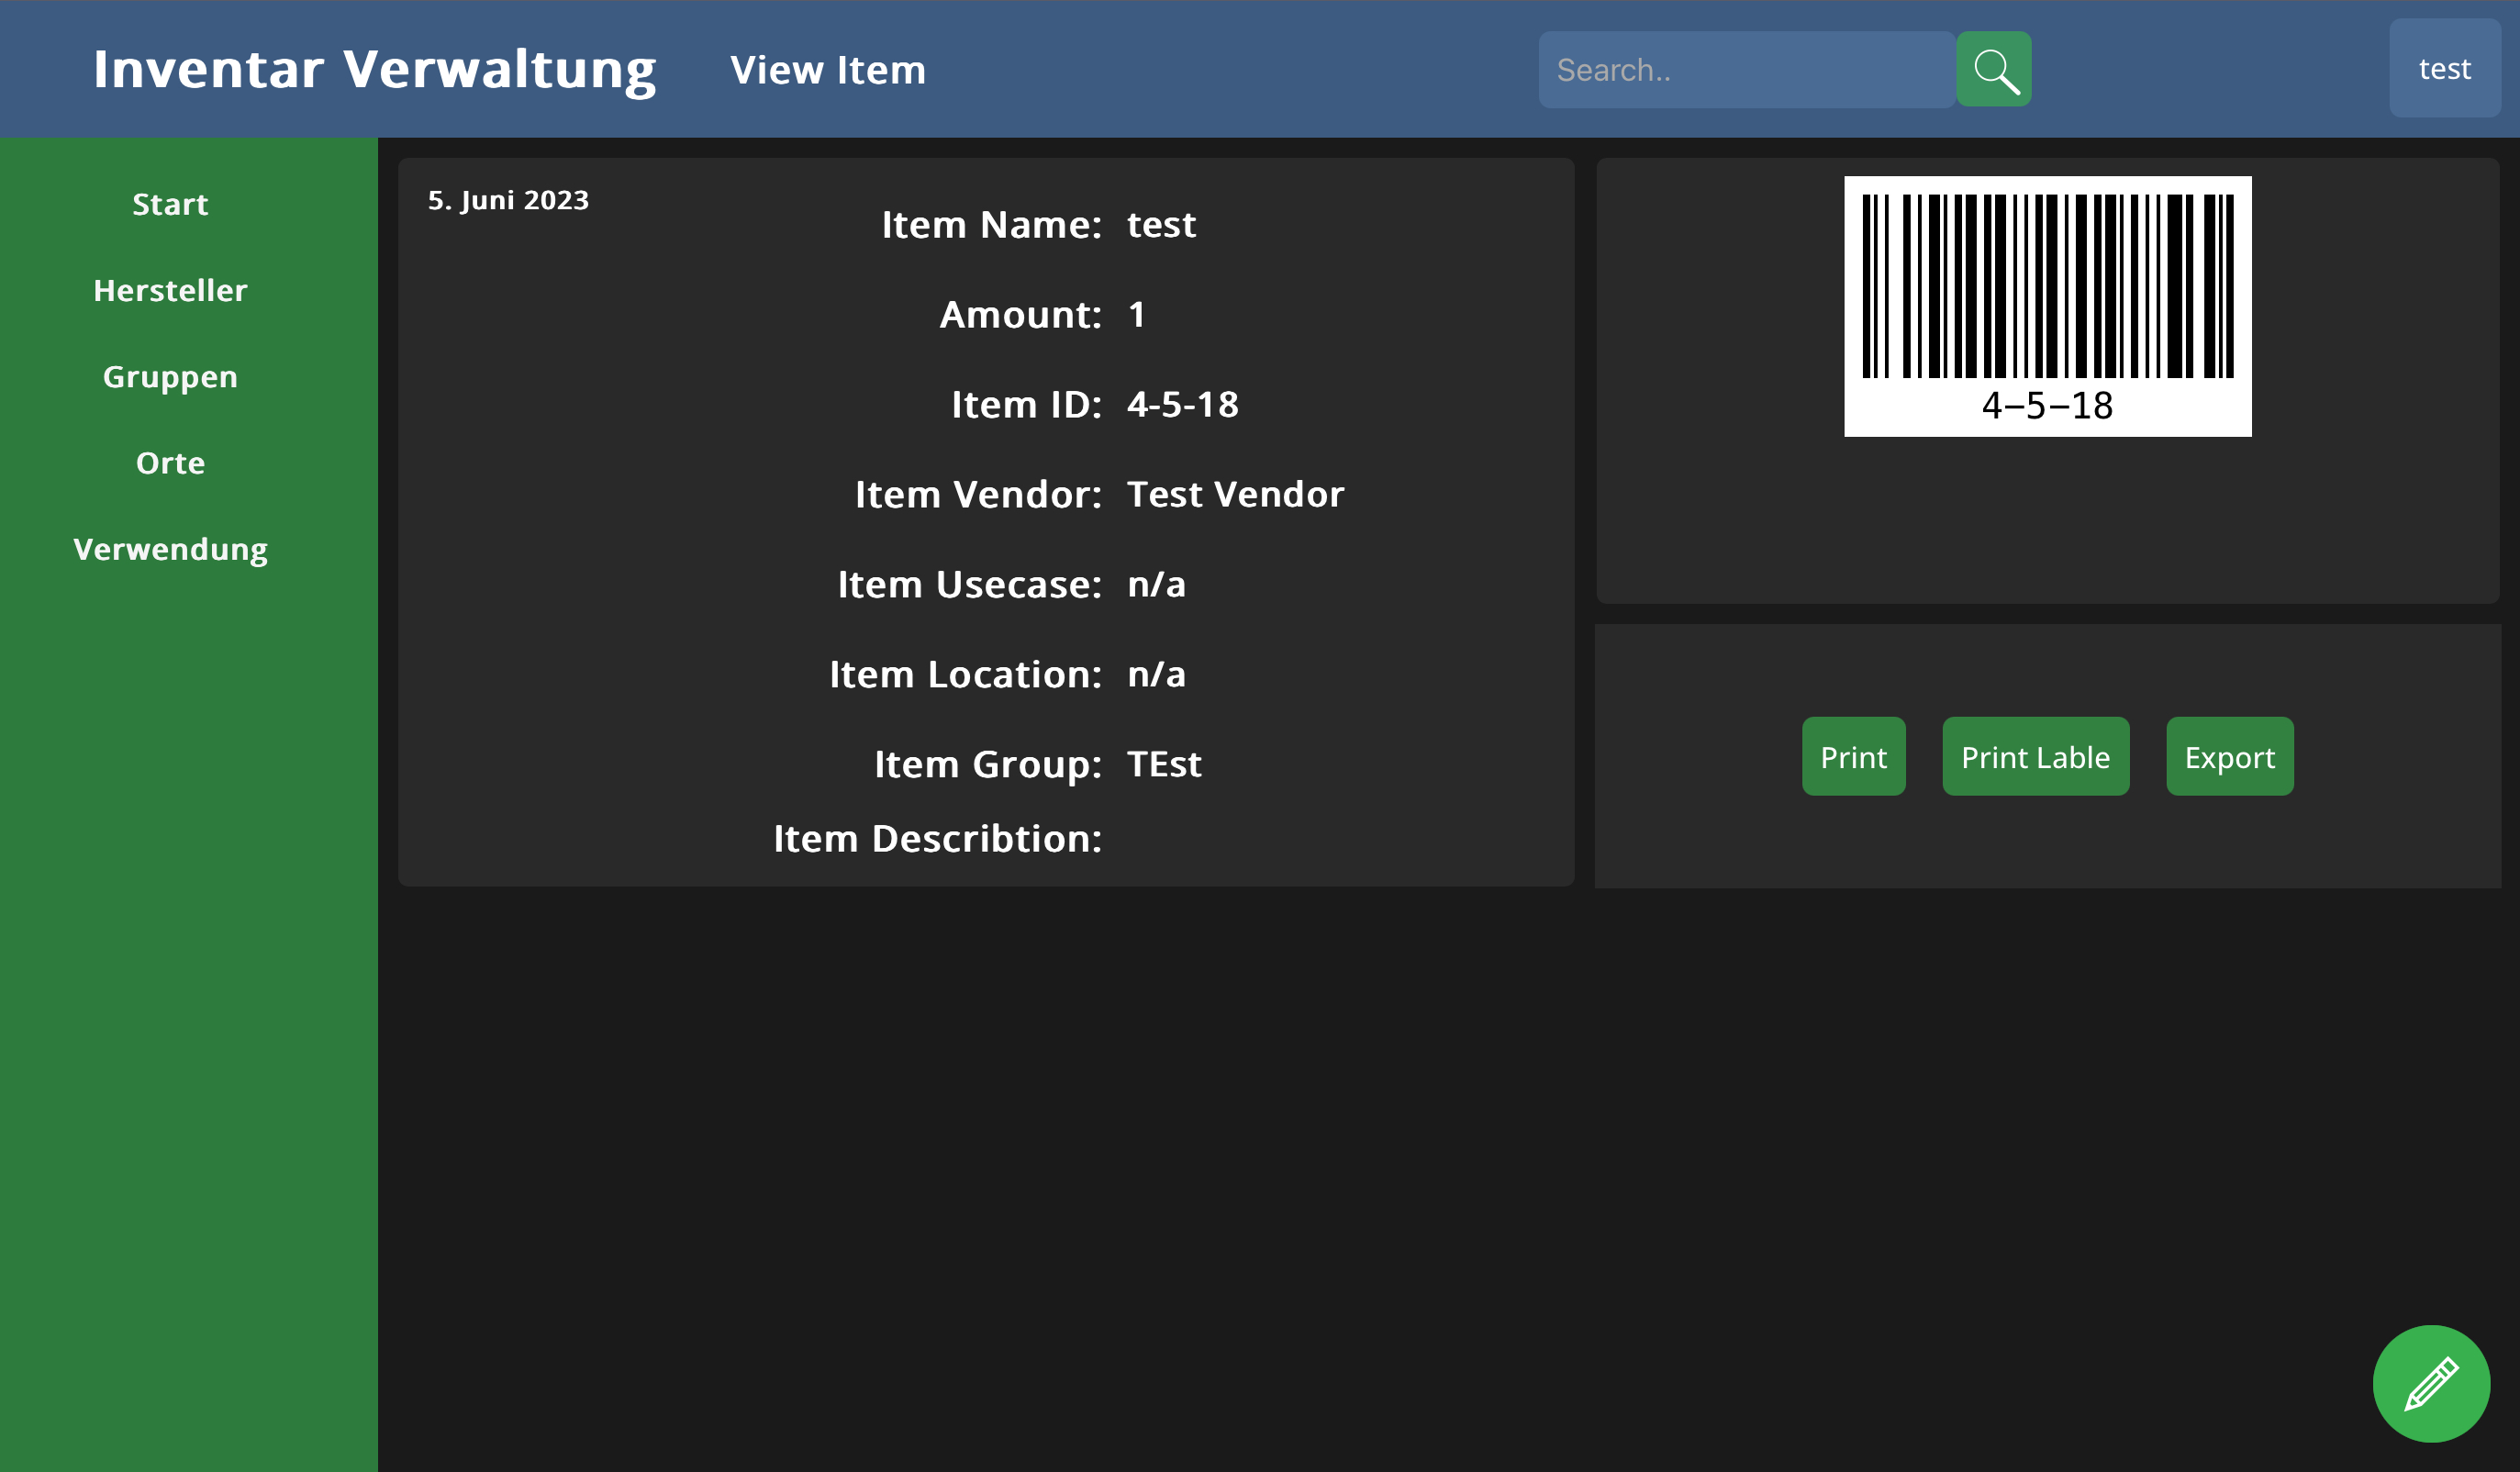 Inventar Verwaltung
View Item
Search..
test
Start
Hersteller
Gruppen
Orte
Verwendung
5. Juni 2023
Item Name: test
Amount: 1
Item ID: 4-5-18
Item Vendor: Test Vendor
Item Usecase: n/a
Item Location: n/a
Item Group: TEst
Item Describtion:
4-5-18
Print
Print Lable
Export